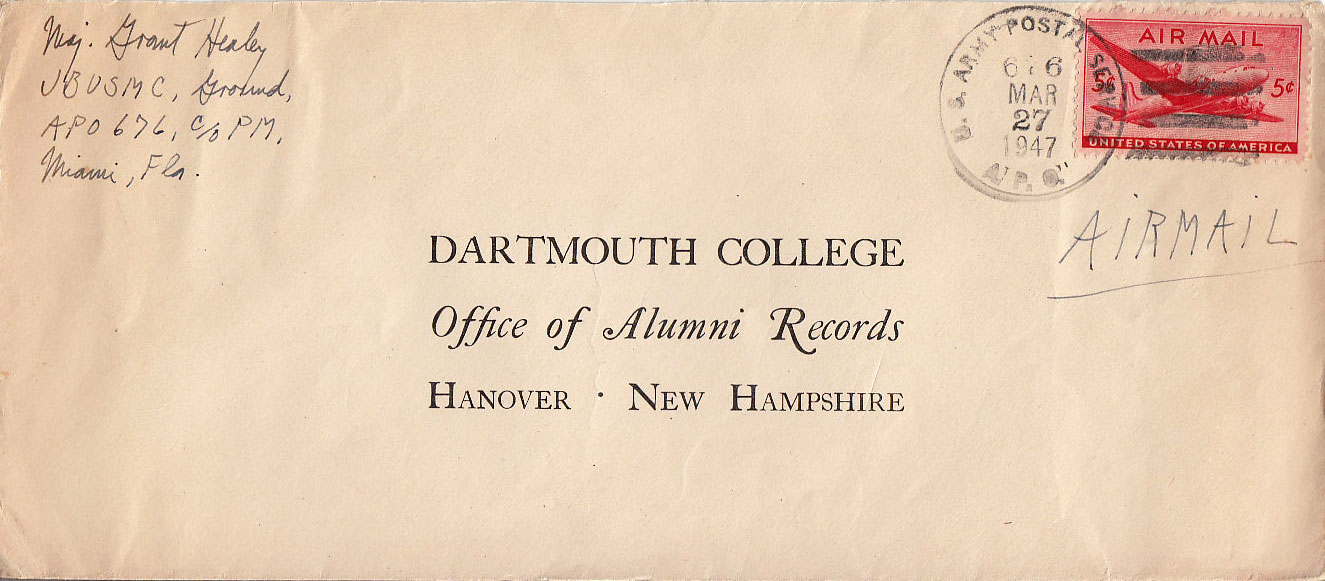 Maj. Grant Healey
JBUSMC, Ground,
APO 676, c/o PM,
Miami, Fla.
U. S. ARMY POSTAL SERVICE
676
MAR
27
1947
A. P. O.
AIR MAIL
5¢ 5¢
UNITED STATES OF AMERICA
AIRMAIL
DARTMOUTH COLLEGE
Office of Alumni Records
HANOVER · NEW HAMPSHIRE